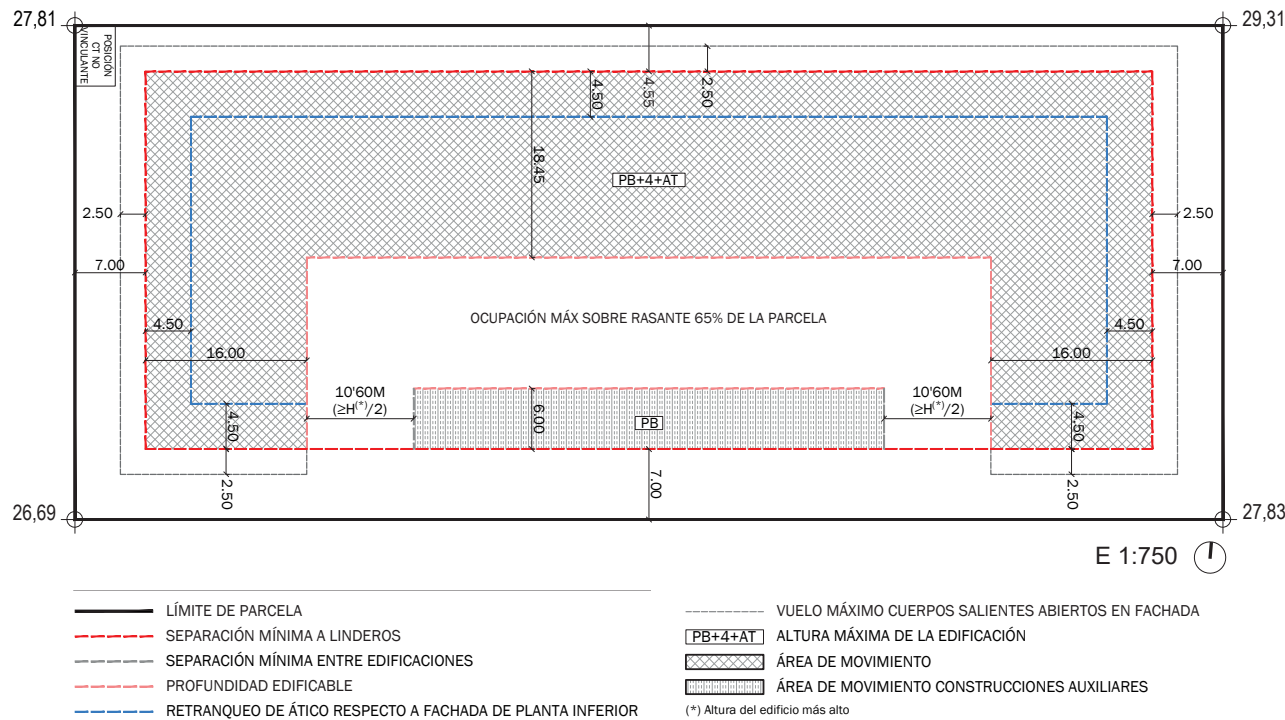 27,81
29,31
POSICIÓN
CT NO
VINCULANTE
4.50
4.55
2.50
18.45
PB+4+AT
2.50
2.50
7.00
7.00
OCUPACIÓN MÁX SOBRE RASANTE 65% DE LA PARCELA
4.50
4.50
16.00
16.00
10'60M
(≥H(*)/2)
10'60M
(≥H(*)/2)
4.50
6.00
PB
4.50
2.50
7.00
2.50
26,69
27,83
E 1:750
LÍMITE DE PARCELA
SEPARACIÓN MÍNIMA A LINDEROS
SEPARACIÓN MÍNIMA ENTRE EDIFICACIONES
PROFUNDIDAD EDIFICABLE
RETRANQUEO DE ÁTICO RESPECTO A FACHADA DE PLANTA INFERIOR
VUELO MÁXIMO CUERPOS SALIENTES ABIERTOS EN FACHADA
PB+4+AT ALTURA MÁXIMA DE LA EDIFICACIÓN
ÁREA DE MOVIMIENTO
ÁREA DE MOVIMIENTO CONSTRUCCIONES AUXILIARES
(*) Altura del edificio más alto